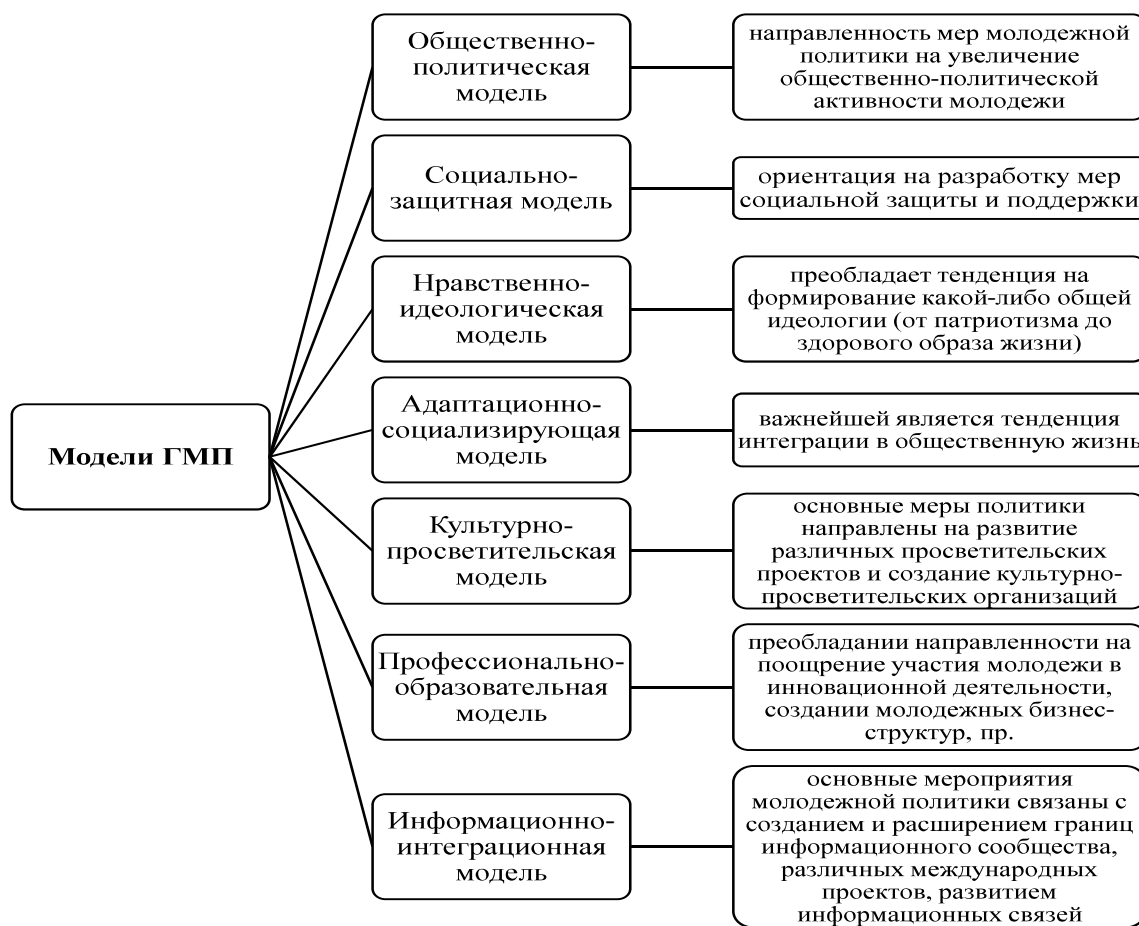 Модели ГМП
Общественно-
политическая
модель
направленность мер молодежной
политики на увеличение
общественно-политической
активности молодежи
Социально-
защитная модель
ориентация на разработку мер
социальной защиты и поддержки
Нравственно-
идеологическая
модель
преобладает тенденция на
формирование какой-либо общей
идеологии (от патриотизма до
здорового образа жизни)
Адаптационно-
социализирующая
модель
важнейшей является тенденция
интеграции в общественную жизнь
Культурно-
просветительская
модель
основные меры политики
направлены на развитие
различных просветительских
проектов и создание культурно-
просветительских организаций
Профессионально-
образовательная
модель
преобладании направленности на
поощрение участия молодежи в
инновационной деятельности,
создании молодежных бизнес-
структур, пр.
Информационно-
интеграционная
модель
основные мероприятия
молодежной политики связаны с
созданием и расширением границ
информационного сообщества,
различных международных
проектов, развитием
информационных связей